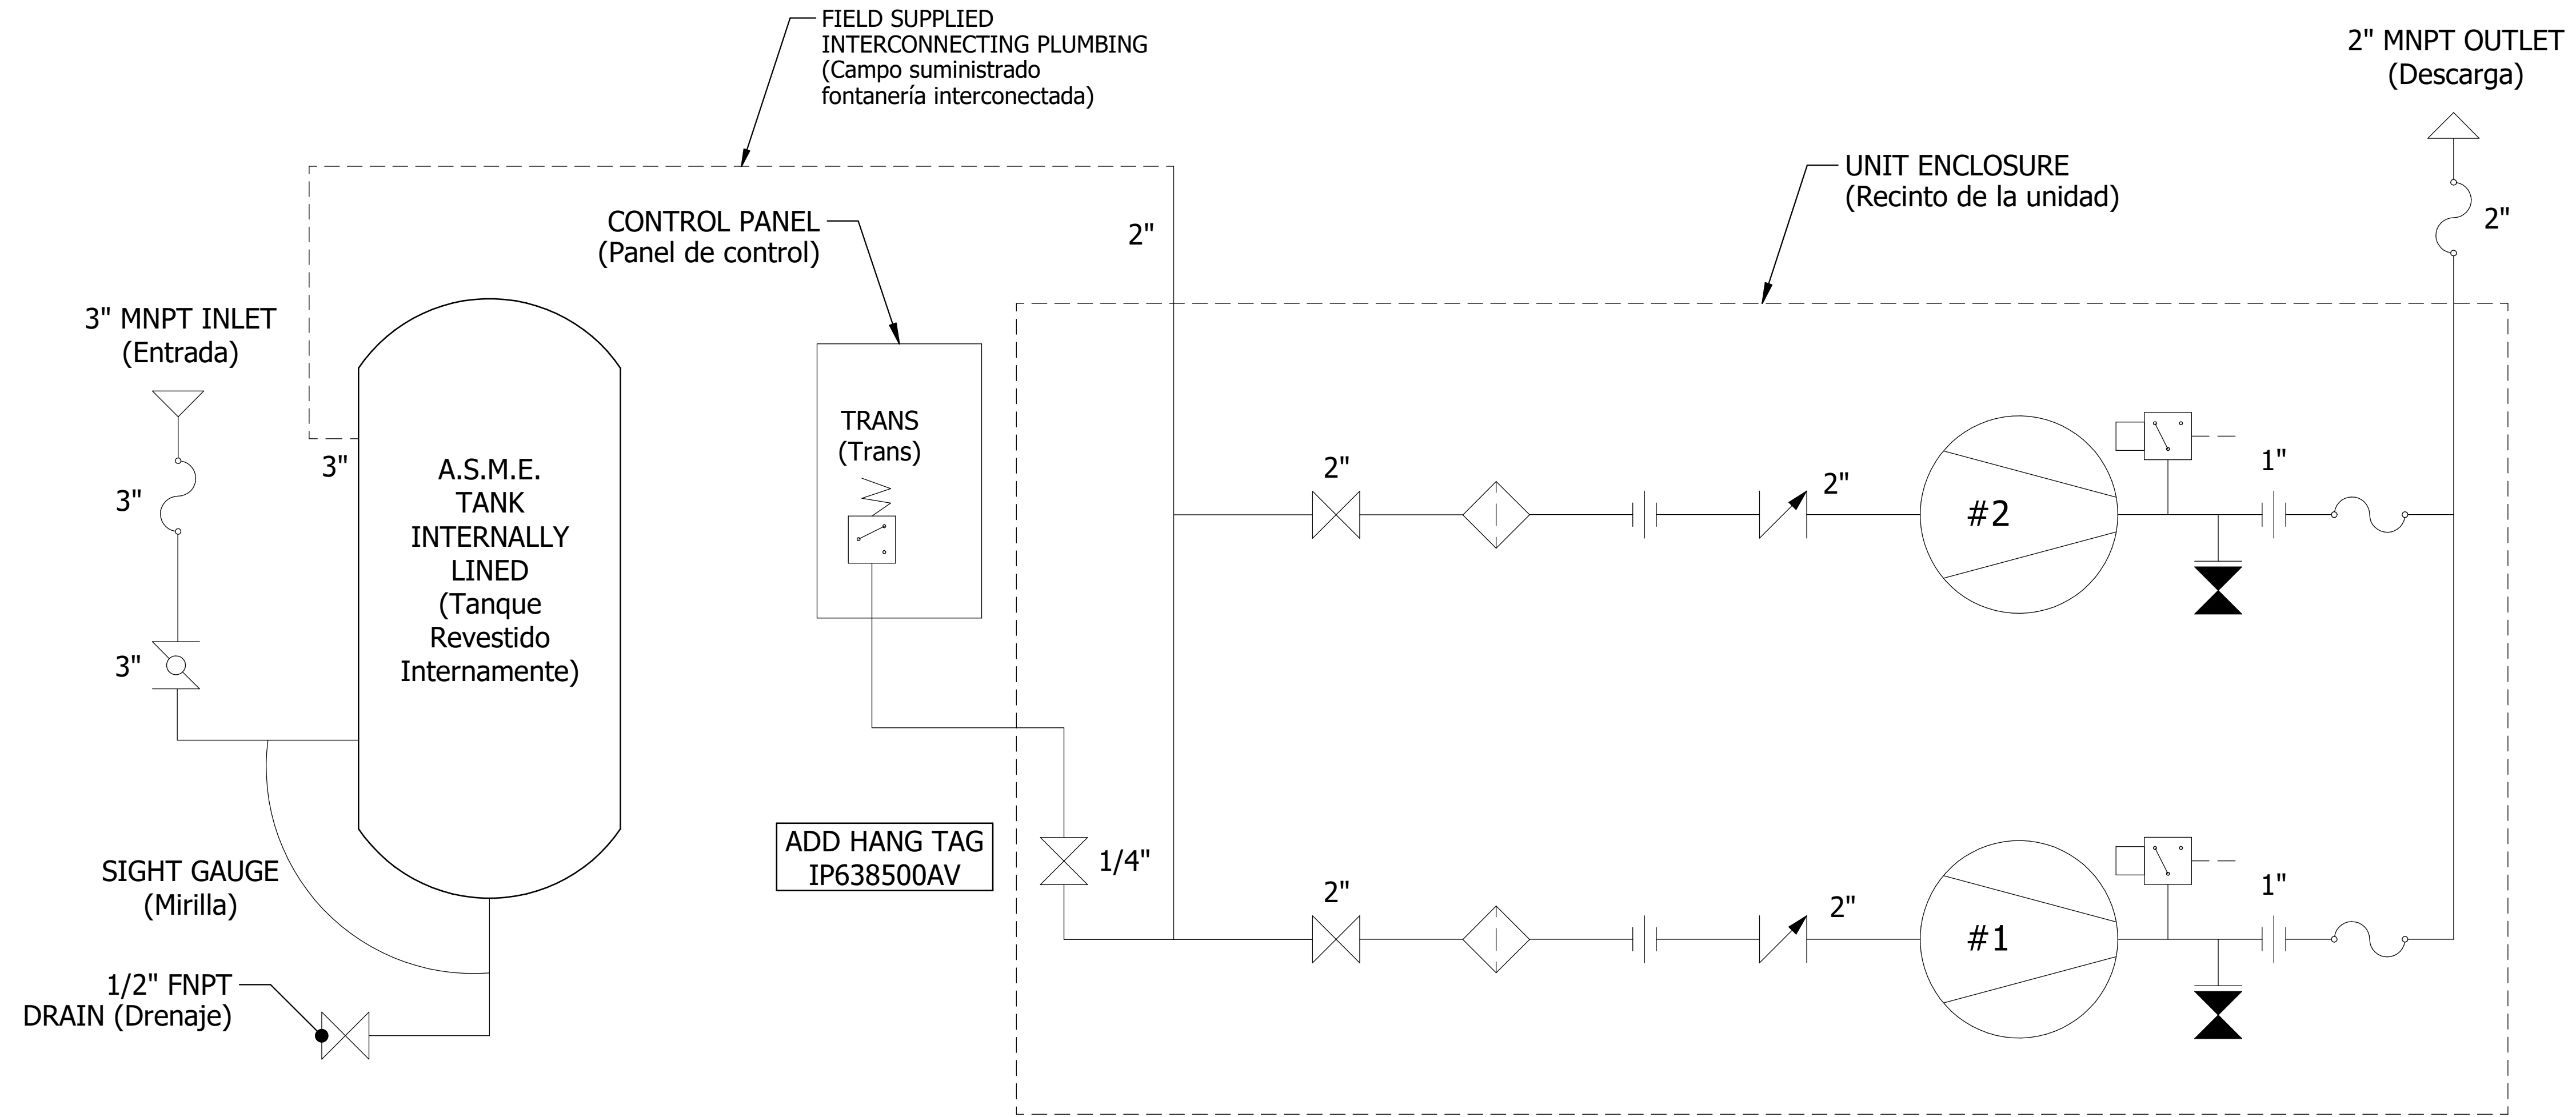 FIELD SUPPLIED
INTERCONNECTING PLUMBING
(Campo suministrado
fontanería interconectada)
2" MNPT OUTLET
(Descarga)
UNIT ENCLOSURE
(Recinto de la unidad)
CONTROL PANEL
(Panel de control)
2"
2"
3" MNPT INLET
(Entrada)
3"
3"
3"
A.S.M.E.
TANK
INTERNALLY
LINED
(Tanque
Revestido
Internamente)
TRANS
(Trans)
2"
2"
#2
1"
SIGHT GAUGE
(Mirilla)
ADD HANG TAG
IP638500AV
1/4"
2"
2"
#1
1"
1/2" FNPT
DRAIN (Drenaje)